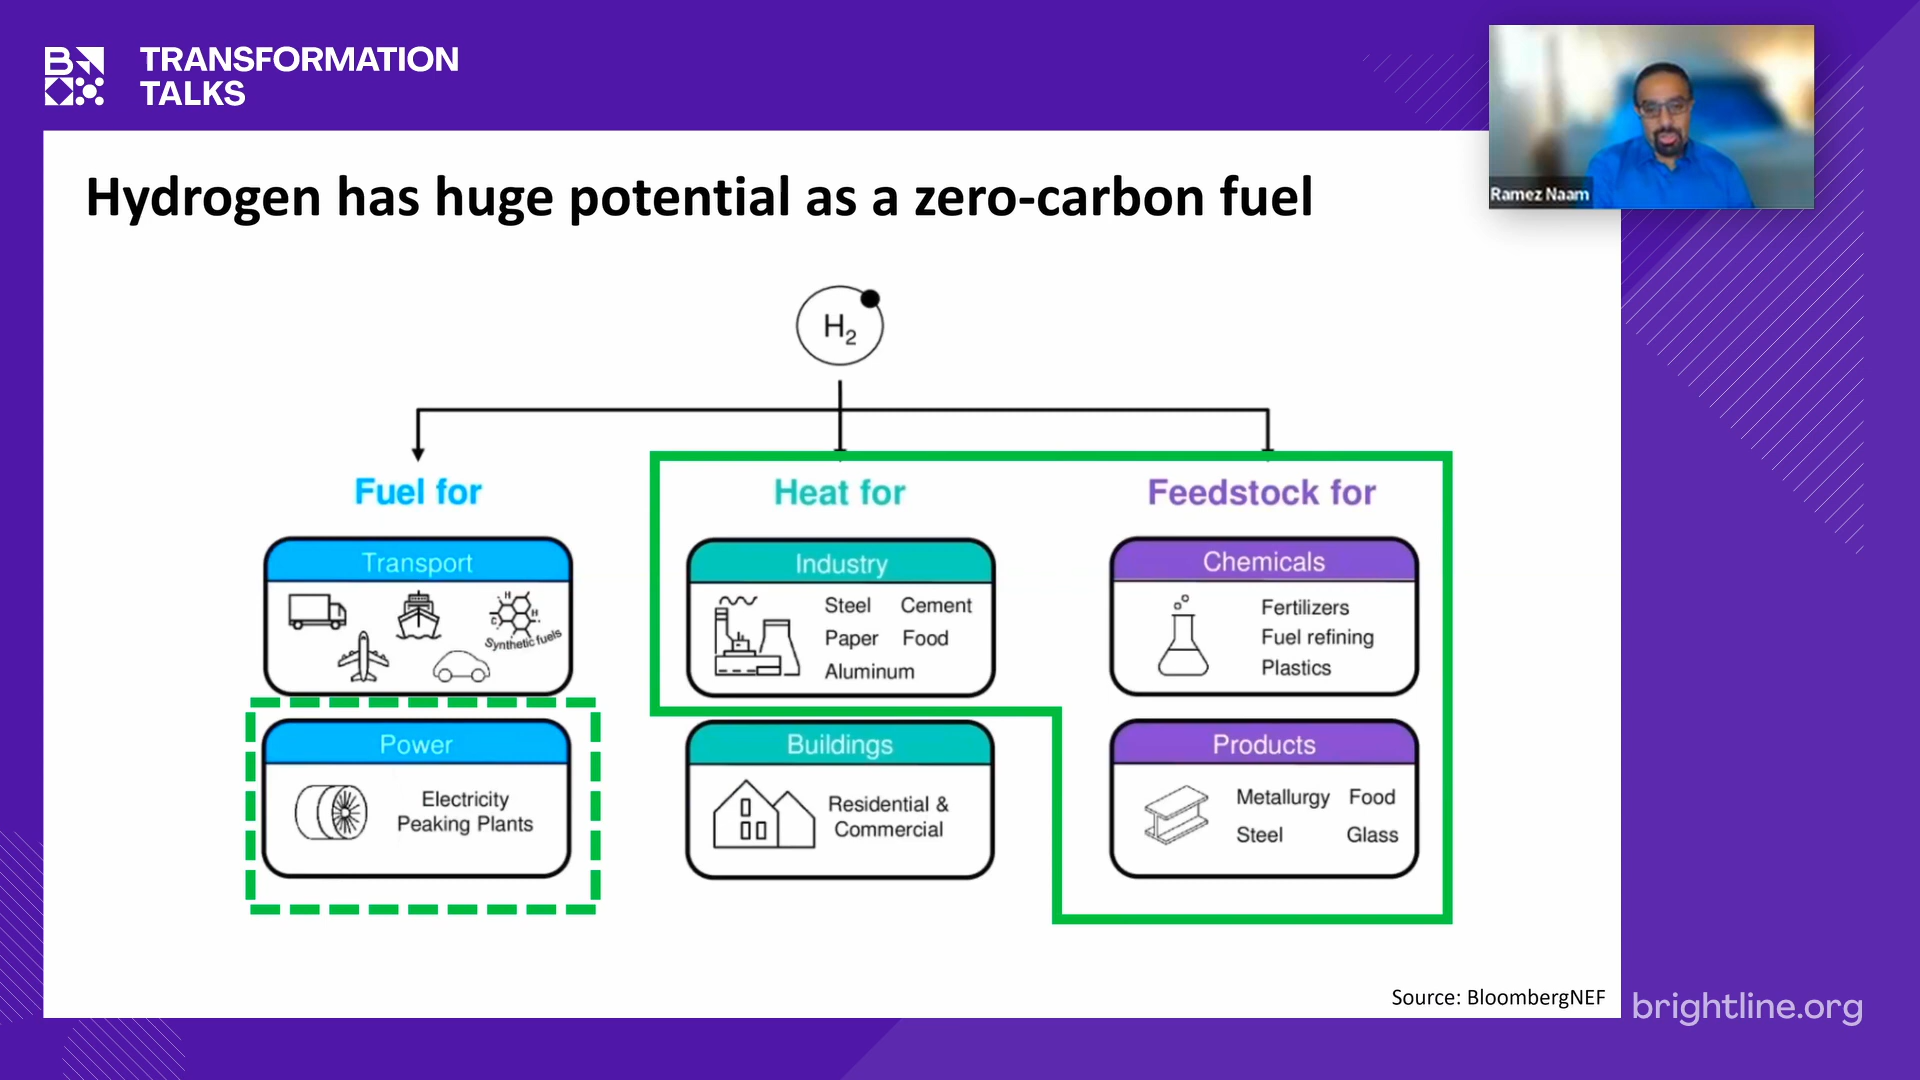 TRANSFORMATION
TALKS
Ramez Naam
Hydrogen has huge potential as a zero-carbon fuel
H₂
Fuel for
Heat for
Feedstock for
Transport
H
H
C
Synthetic fuels
Industry
Steel Cement
Paper Food
Aluminum
Chemicals
Fertilizers
Fuel refining
Plastics
Power
Electricity
Peaking Plants
Buildings
Residential &
Commercial
Products
Metallurgy Food
Steel Glass
Source: BloombergNEF
brightline.org